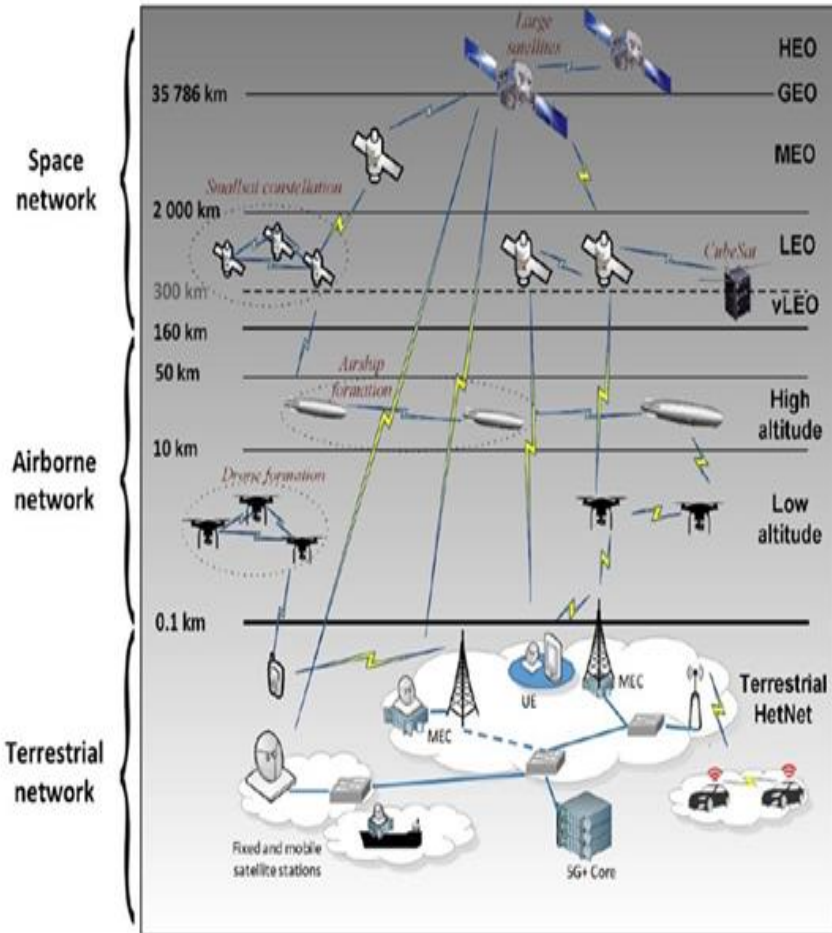 Large
satellites
HEO
35 786 km
GEO
MEO
Space
network
Smallsat constellation
2 000 km
LEO
CubeSat
300 km
vLEO
160 km
50 km
Airship
formation
High
altitude
10 km
Airborne
network
Drone formation
Low
altitude
0.1 km
UE
MEC
Terrestrial
HetNet
MEC
Terrestrial
network
Fixed and mobile
satellite stations
5G+ Core